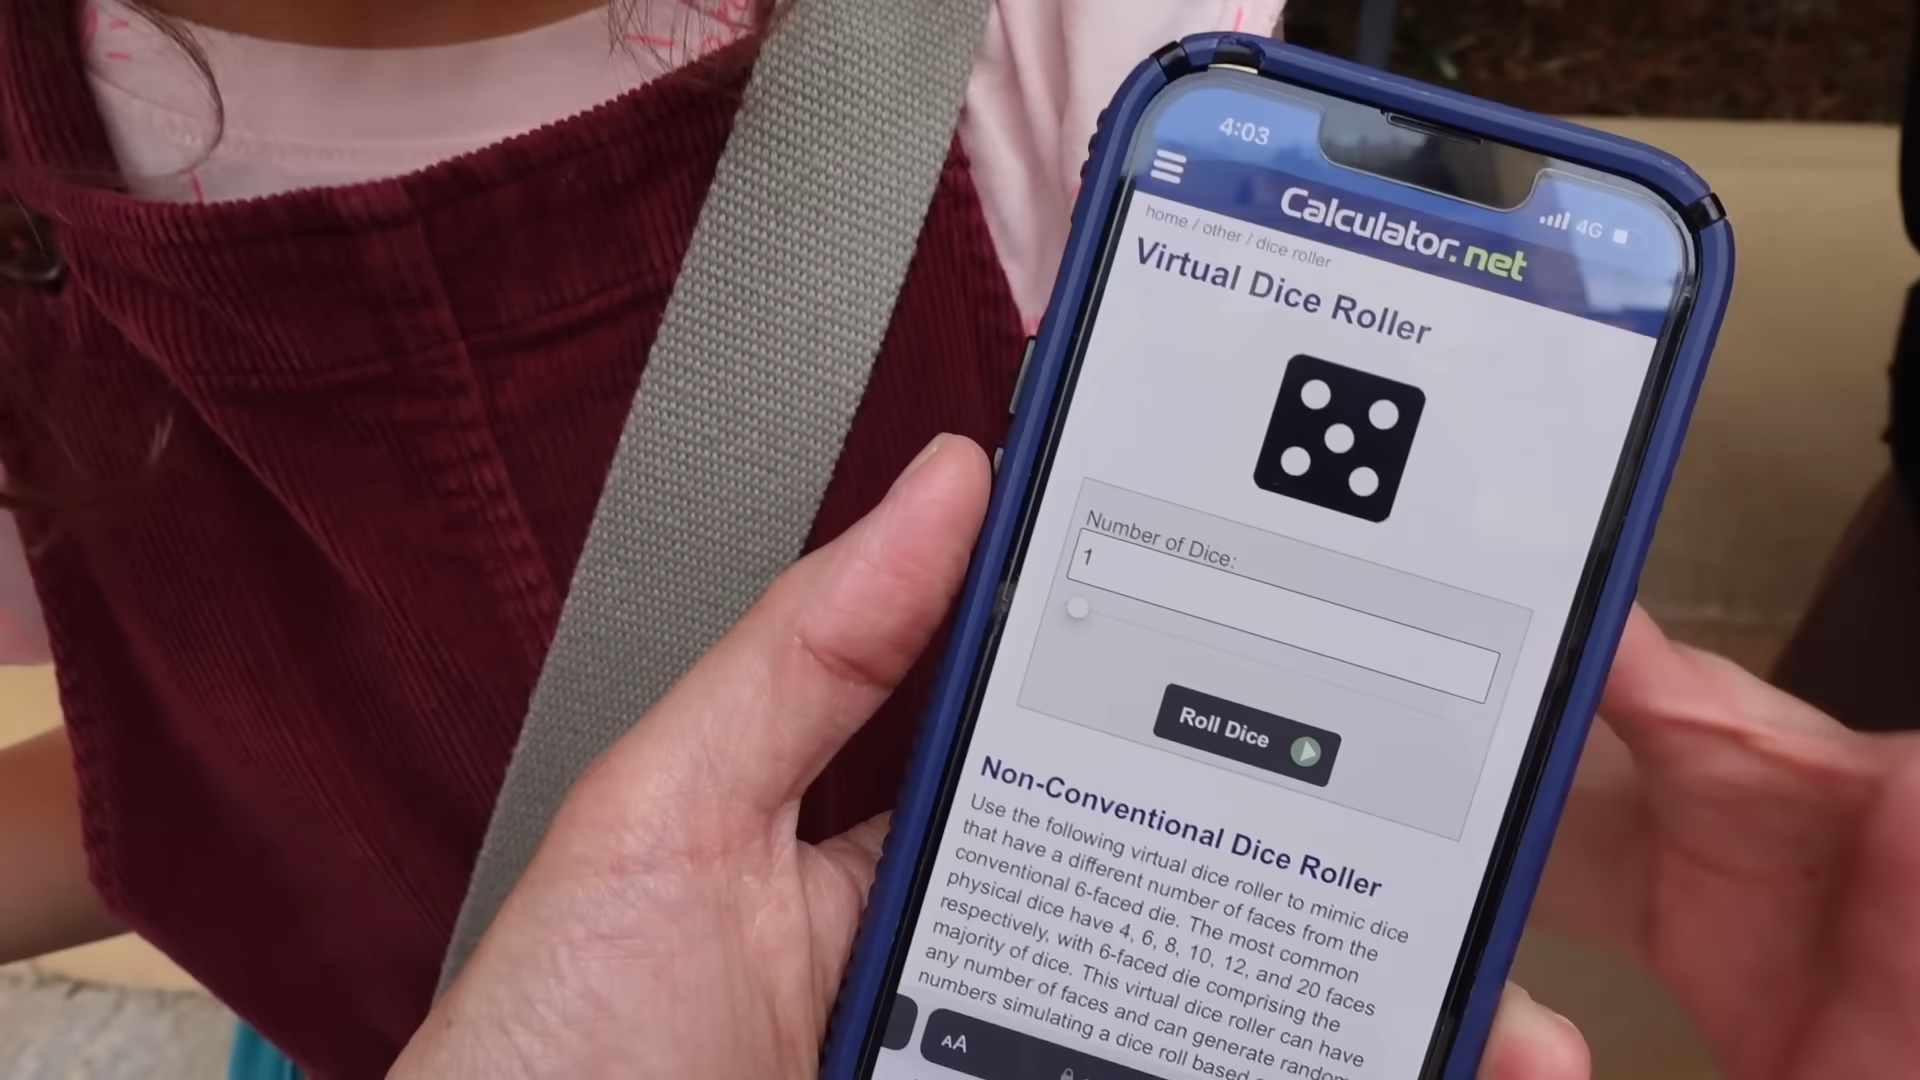 4:03
4G
Calculator.net
home / other / dice roller
Virtual Dice Roller
Number of Dice:
1
Roll Dice
Non-Conventional Dice Roller
Use the following virtual dice roller to mimic dice
that have a different number of faces from the
conventional 6-faced die. The most common
physical dice have 4, 6, 8, 10, 12, and 20 faces
respectively, with 6-faced die comprising the
majority of dice. This virtual dice roller can have
any number of faces and can generate random
numbers simulating a dice roll based
AA